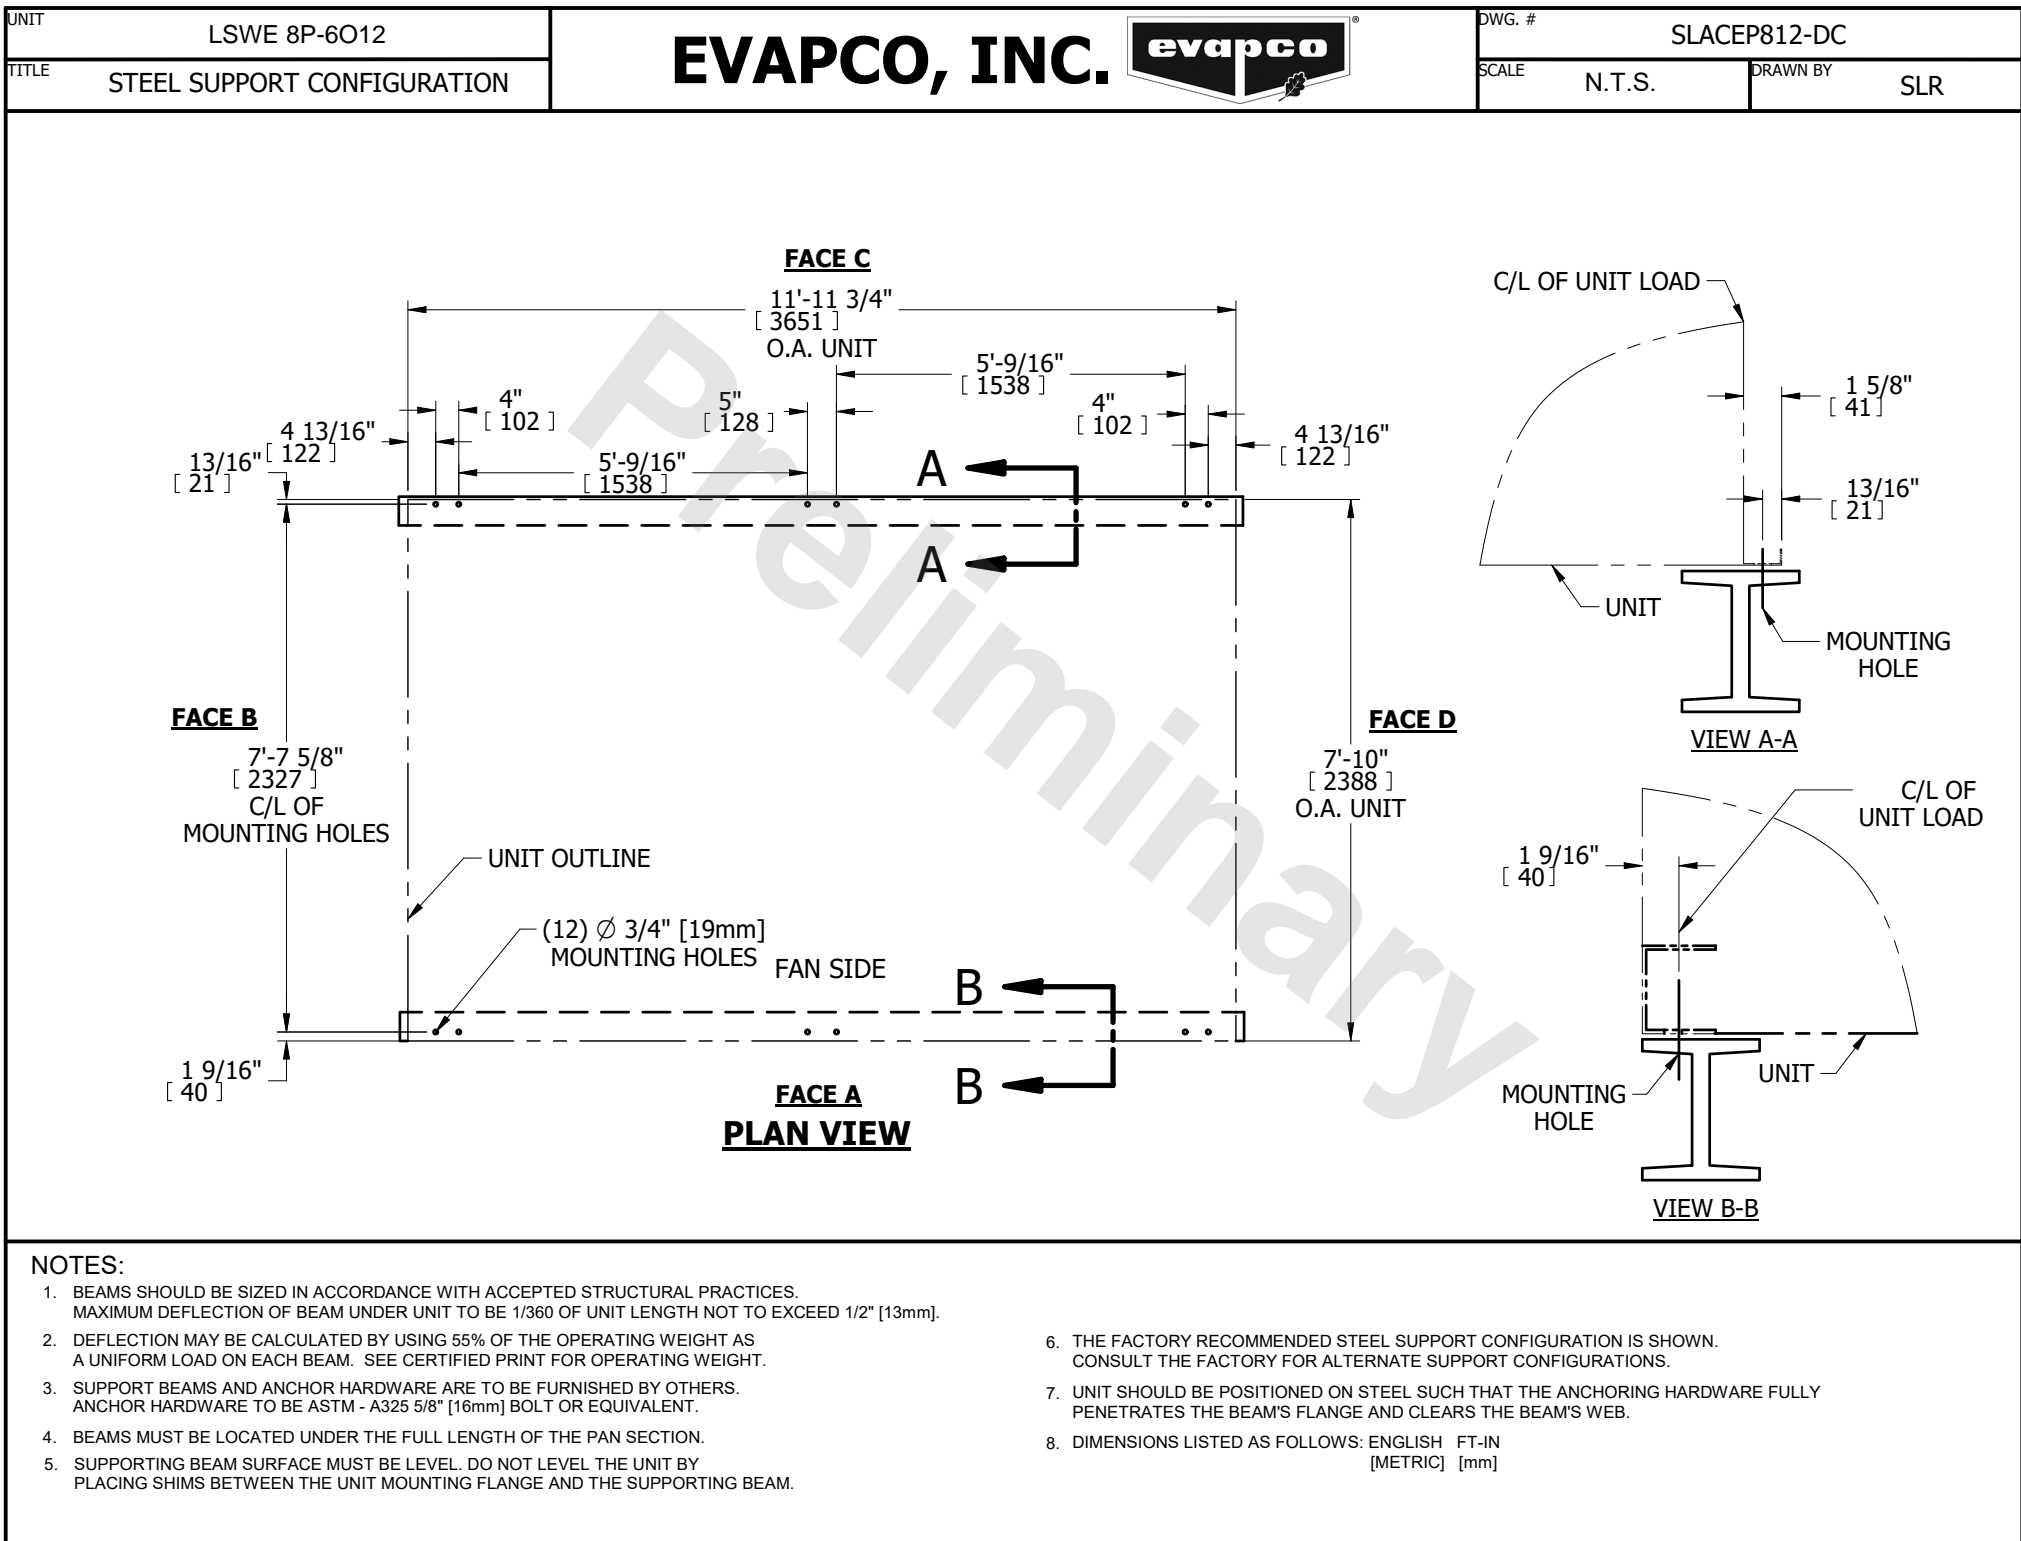 UNIT
LSWE 8P-6O12
TITLE
STEEL SUPPORT CONFIGURATION
EVAPCO, INC.
evapco
®
DWG. #
SLACEP812-DC
SCALE
N.T.S.
DRAWN BY
SLR
FACE C
11'-11 3/4"
[ 3651 ]
O.A. UNIT
5'-9/16"
[ 1538 ]
4"
[ 102 ]
5"
[ 128 ]
4"
[ 102 ]
4 13/16"
[ 122 ]
4 13/16"
[ 122 ]
13/16"
[ 21 ]
5'-9/16"
[ 1538 ]
A
A
FACE B
7'-7 5/8"
[ 2327 ]
C/L OF
MOUNTING HOLES
FACE D
7'-10"
[ 2388 ]
O.A. UNIT
UNIT OUTLINE
(12) Ø 3/4" [19mm]
MOUNTING HOLES
FAN SIDE
B
B
1 9/16"
[ 40 ]
FACE A
PLAN VIEW
Preliminary
C/L OF UNIT LOAD
1 5/8"
[ 41 ]
13/16"
[ 21 ]
UNIT
MOUNTING
HOLE
VIEW A-A
C/L OF
UNIT LOAD
1 9/16"
[ 40 ]
UNIT
MOUNTING
HOLE
VIEW B-B
NOTES:
1. BEAMS SHOULD BE SIZED IN ACCORDANCE WITH ACCEPTED STRUCTURAL PRACTICES.
MAXIMUM DEFLECTION OF BEAM UNDER UNIT TO BE 1/360 OF UNIT LENGTH NOT TO EXCEED 1/2" [13mm].
2. DEFLECTION MAY BE CALCULATED BY USING 55% OF THE OPERATING WEIGHT AS
A UNIFORM LOAD ON EACH BEAM. SEE CERTIFIED PRINT FOR OPERATING WEIGHT.
3. SUPPORT BEAMS AND ANCHOR HARDWARE ARE TO BE FURNISHED BY OTHERS.
ANCHOR HARDWARE TO BE ASTM - A325 5/8" [16mm] BOLT OR EQUIVALENT.
4. BEAMS MUST BE LOCATED UNDER THE FULL LENGTH OF THE PAN SECTION.
5. SUPPORTING BEAM SURFACE MUST BE LEVEL. DO NOT LEVEL THE UNIT BY
PLACING SHIMS BETWEEN THE UNIT MOUNTING FLANGE AND THE SUPPORTING BEAM.
6. THE FACTORY RECOMMENDED STEEL SUPPORT CONFIGURATION IS SHOWN.
CONSULT THE FACTORY FOR ALTERNATE SUPPORT CONFIGURATIONS.
7. UNIT SHOULD BE POSITIONED ON STEEL SUCH THAT THE ANCHORING HARDWARE FULLY
PENETRATES THE BEAM'S FLANGE AND CLEARS THE BEAM'S WEB.
8. DIMENSIONS LISTED AS FOLLOWS: ENGLISH FT-IN
[METRIC] [mm]